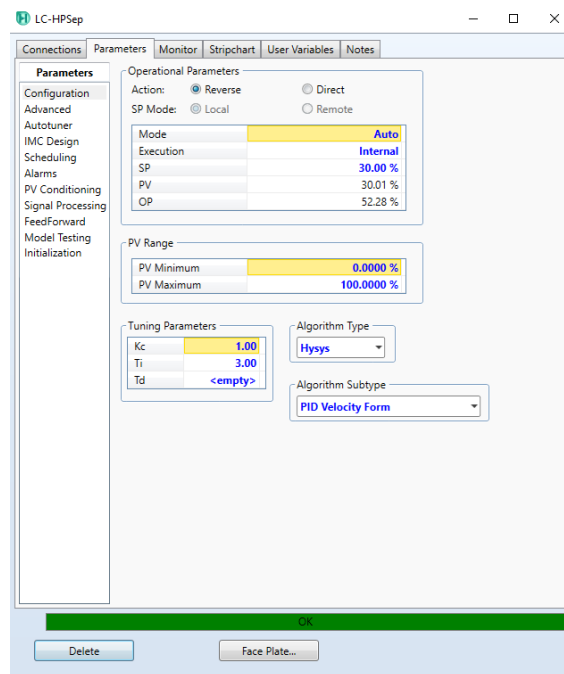 LC-HPSep
Connections Parameters Monitor Stripchart User Variables Notes
Parameters
Configuration
Advanced
Autotuner
IMC Design
Scheduling
Alarms
PV Conditioning
Signal Processing
FeedForward
Model Testing
Initialization
Operational Parameters
Action: Reverse Direct
SP Mode: Local Remote
Mode Auto
Execution Internal
SP 30.00 %
PV 30.01 %
OP 52.28 %
PV Range
PV Minimum 0.0000 %
PV Maximum 100.0000 %
Tuning Parameters
Kc 1.00
Ti 3.00
Td <empty>
Algorithm Type
Hysys
Algorithm Subtype
PID Velocity Form
OK
Delete Face Plate...